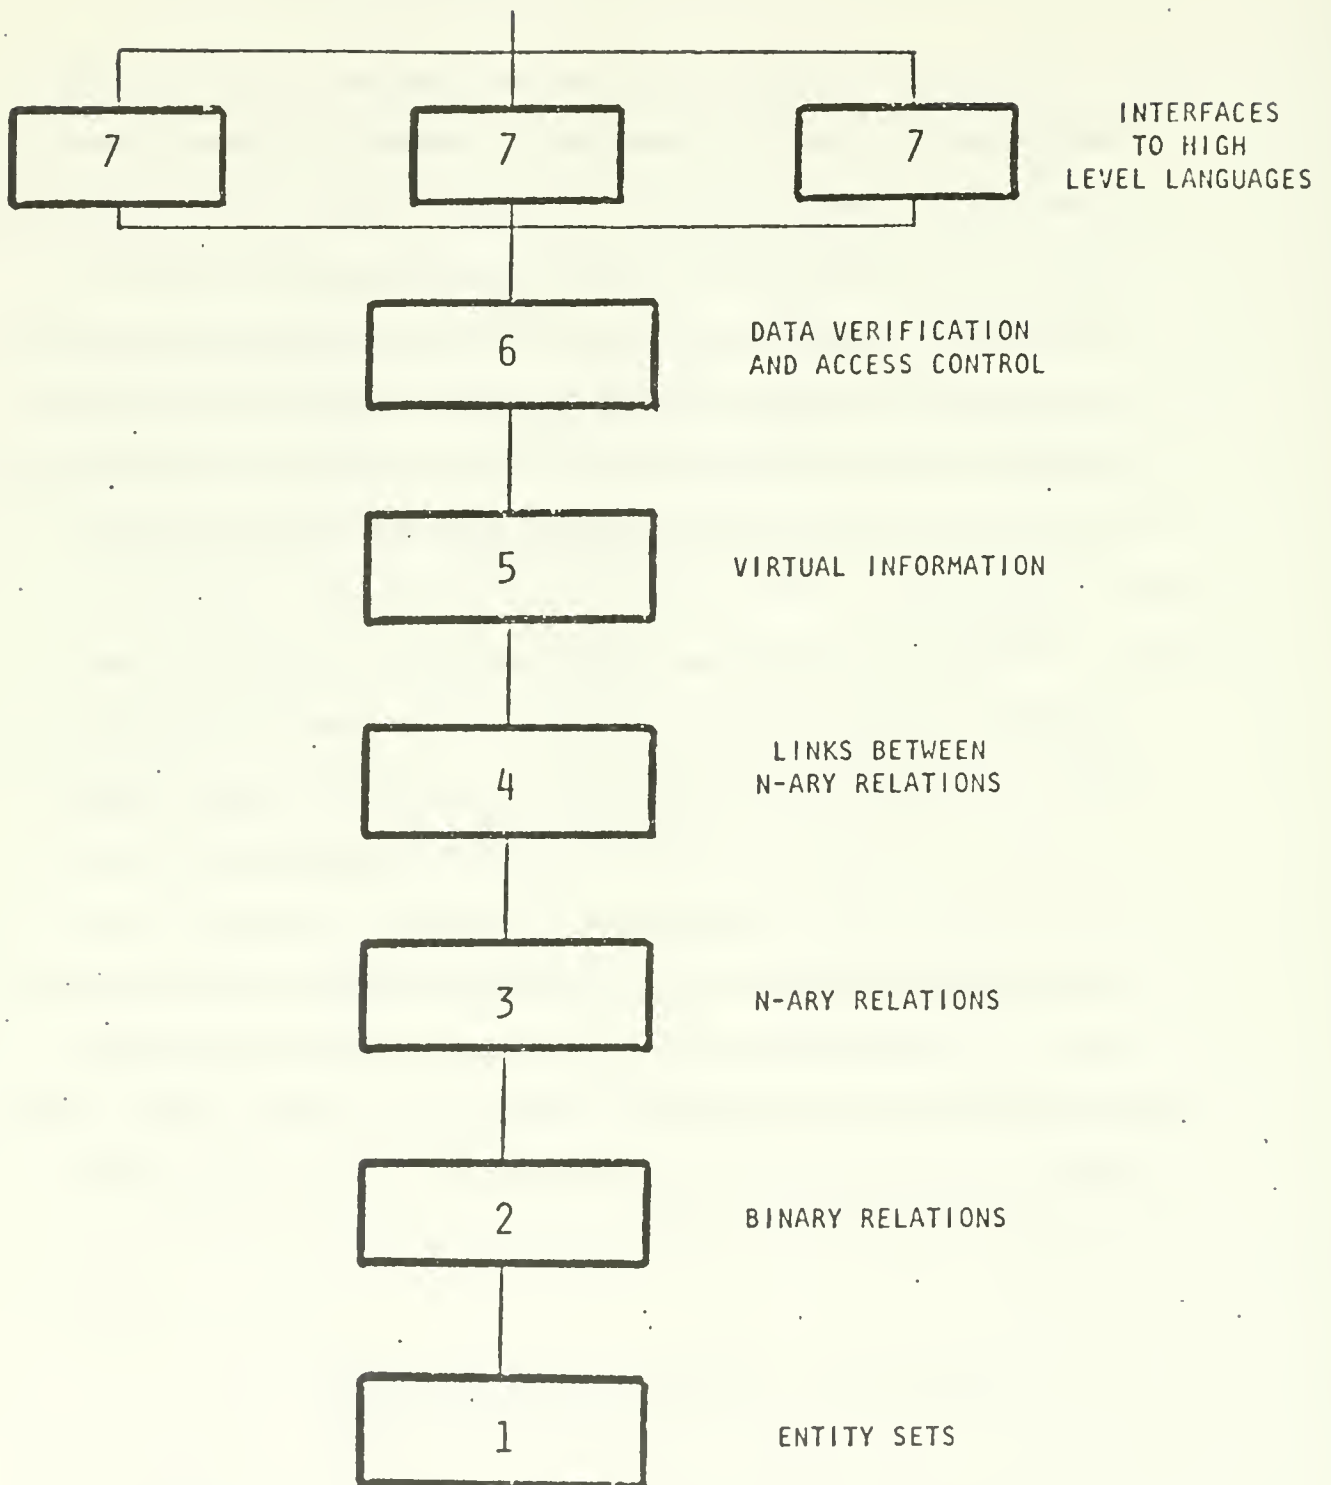 7 7 7
INTERFACES
TO HIGH
LEVEL LANGUAGES
6
DATA VERIFICATION
AND ACCESS CONTROL
5
VIRTUAL INFORMATION
4
LINKS BETWEEN
N-ARY RELATIONS
3
N-ARY RELATIONS
2
BINARY RELATIONS
1
ENTITY SETS